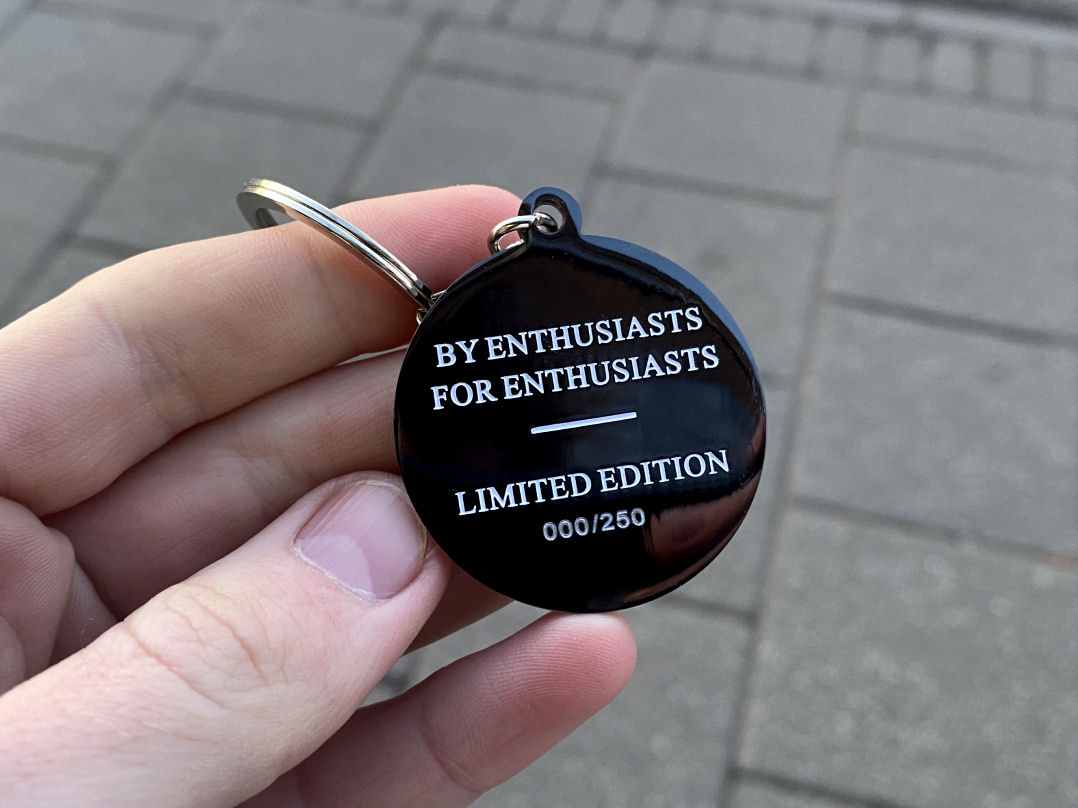 BY ENTHUSIASTS
FOR ENTHUSIASTS
LIMITED EDITION
000/250